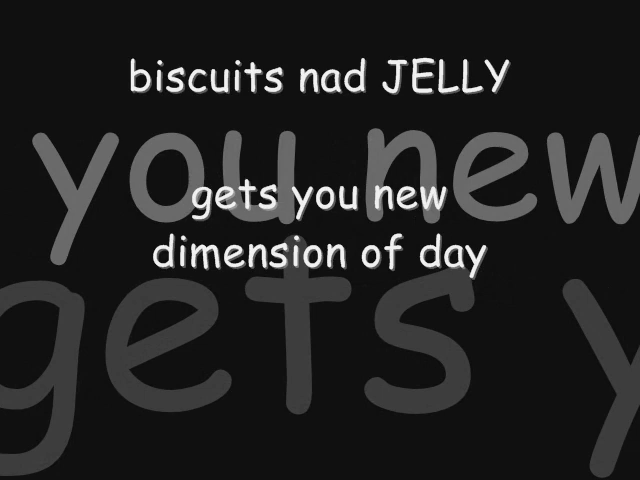 biscuits nad JELLY
you new
gets you new
dimension of day
gets y